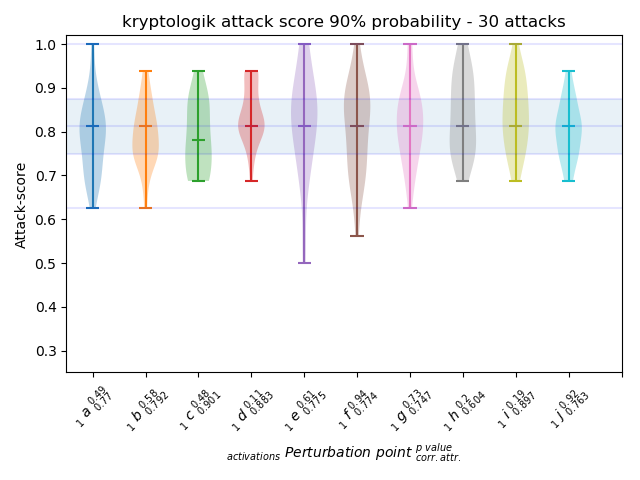 kryptologik attack score 90% probability - 30 attacks
Attack-score
1.0
0.9
0.8
0.7
0.6
0.5
0.4
0.3
1 a 0.49 0.77
1 b 0.58 0.792
1 c 0.48 0.901
1 d 0.11 0.883
1 e 0.61 0.775
1 f 0.94 0.774
1 g 0.73 0.747
1 h 0.2 0.604
1 i 0.19 0.897
1 j 0.92 0.763
activations Perturbation point p value corr. attr.